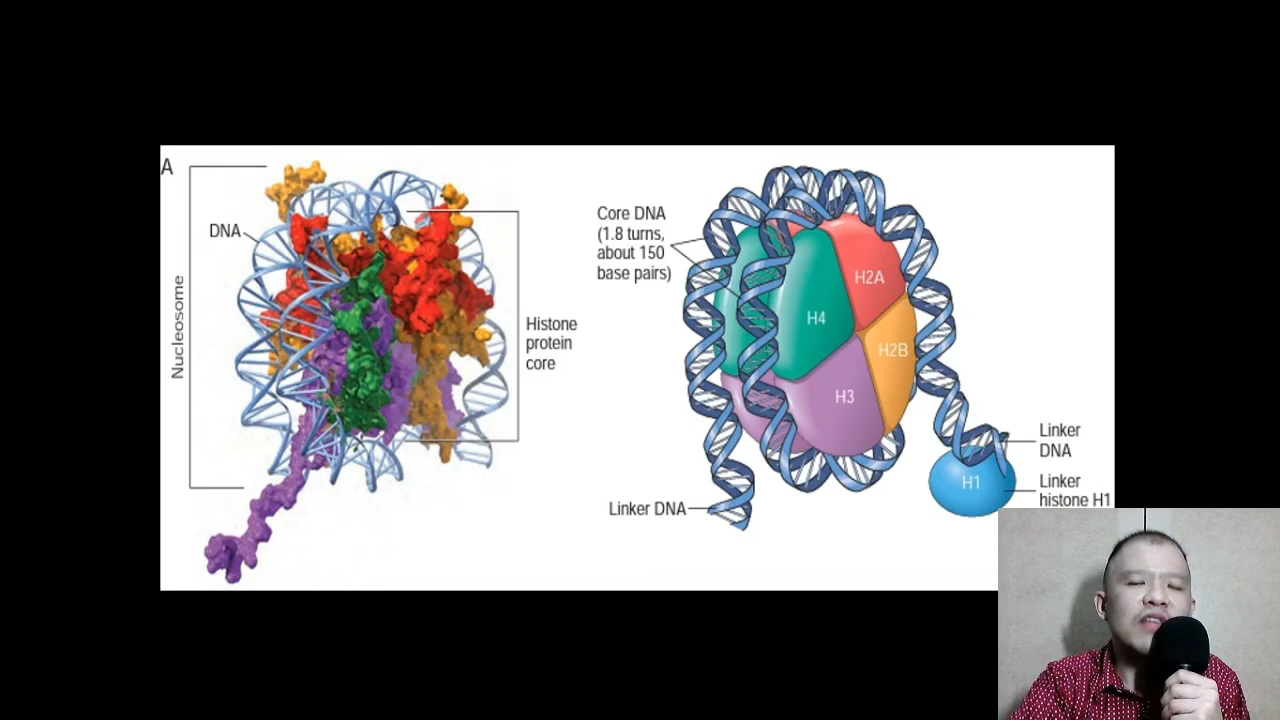 A
Nucleosome
DNA
Histone
protein
core
Core DNA
(1.8 turns,
about 150
base pairs)
H2A
H4
H2B
H3
Linker
DNA
H1
Linker
histone H1
Linker DNA